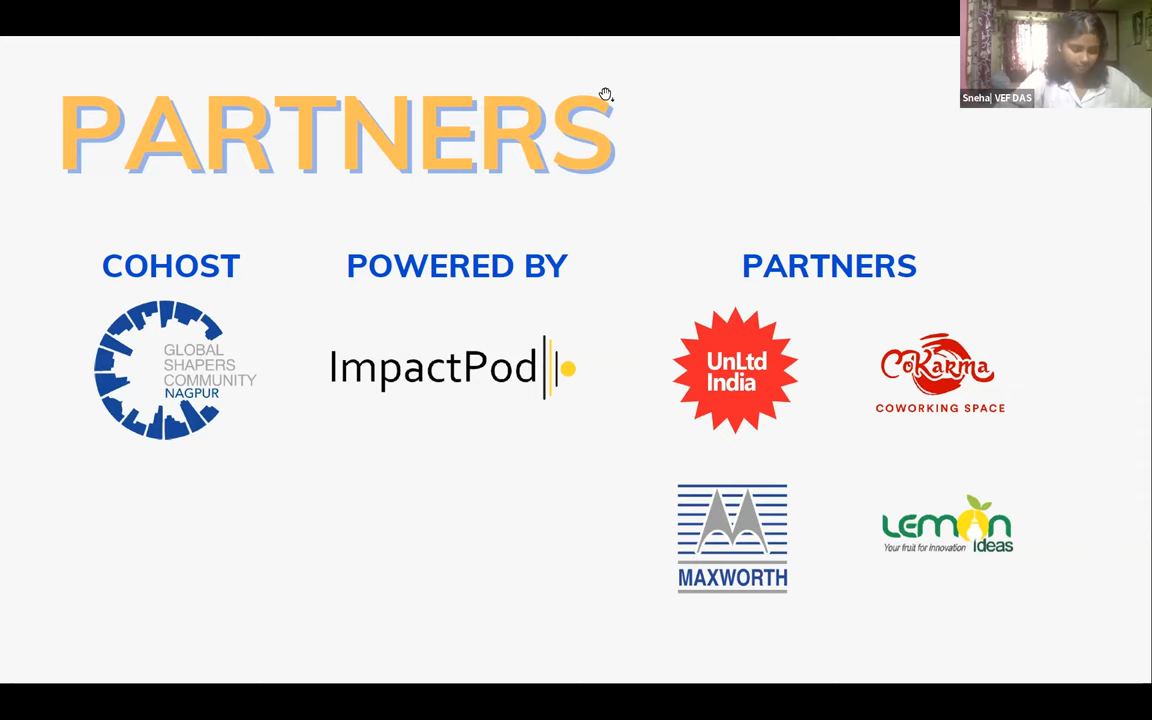 Sneha| VEF DAS
PARTNERS
COHOST
POWERED BY
PARTNERS
GLOBAL
SHAPERS
COMMUNITY
NAGPUR
ImpactPod
UnLtd
India
CoKarma
COWORKING SPACE
MAXWORTH
LEMON
Your fruit for innovation ideas